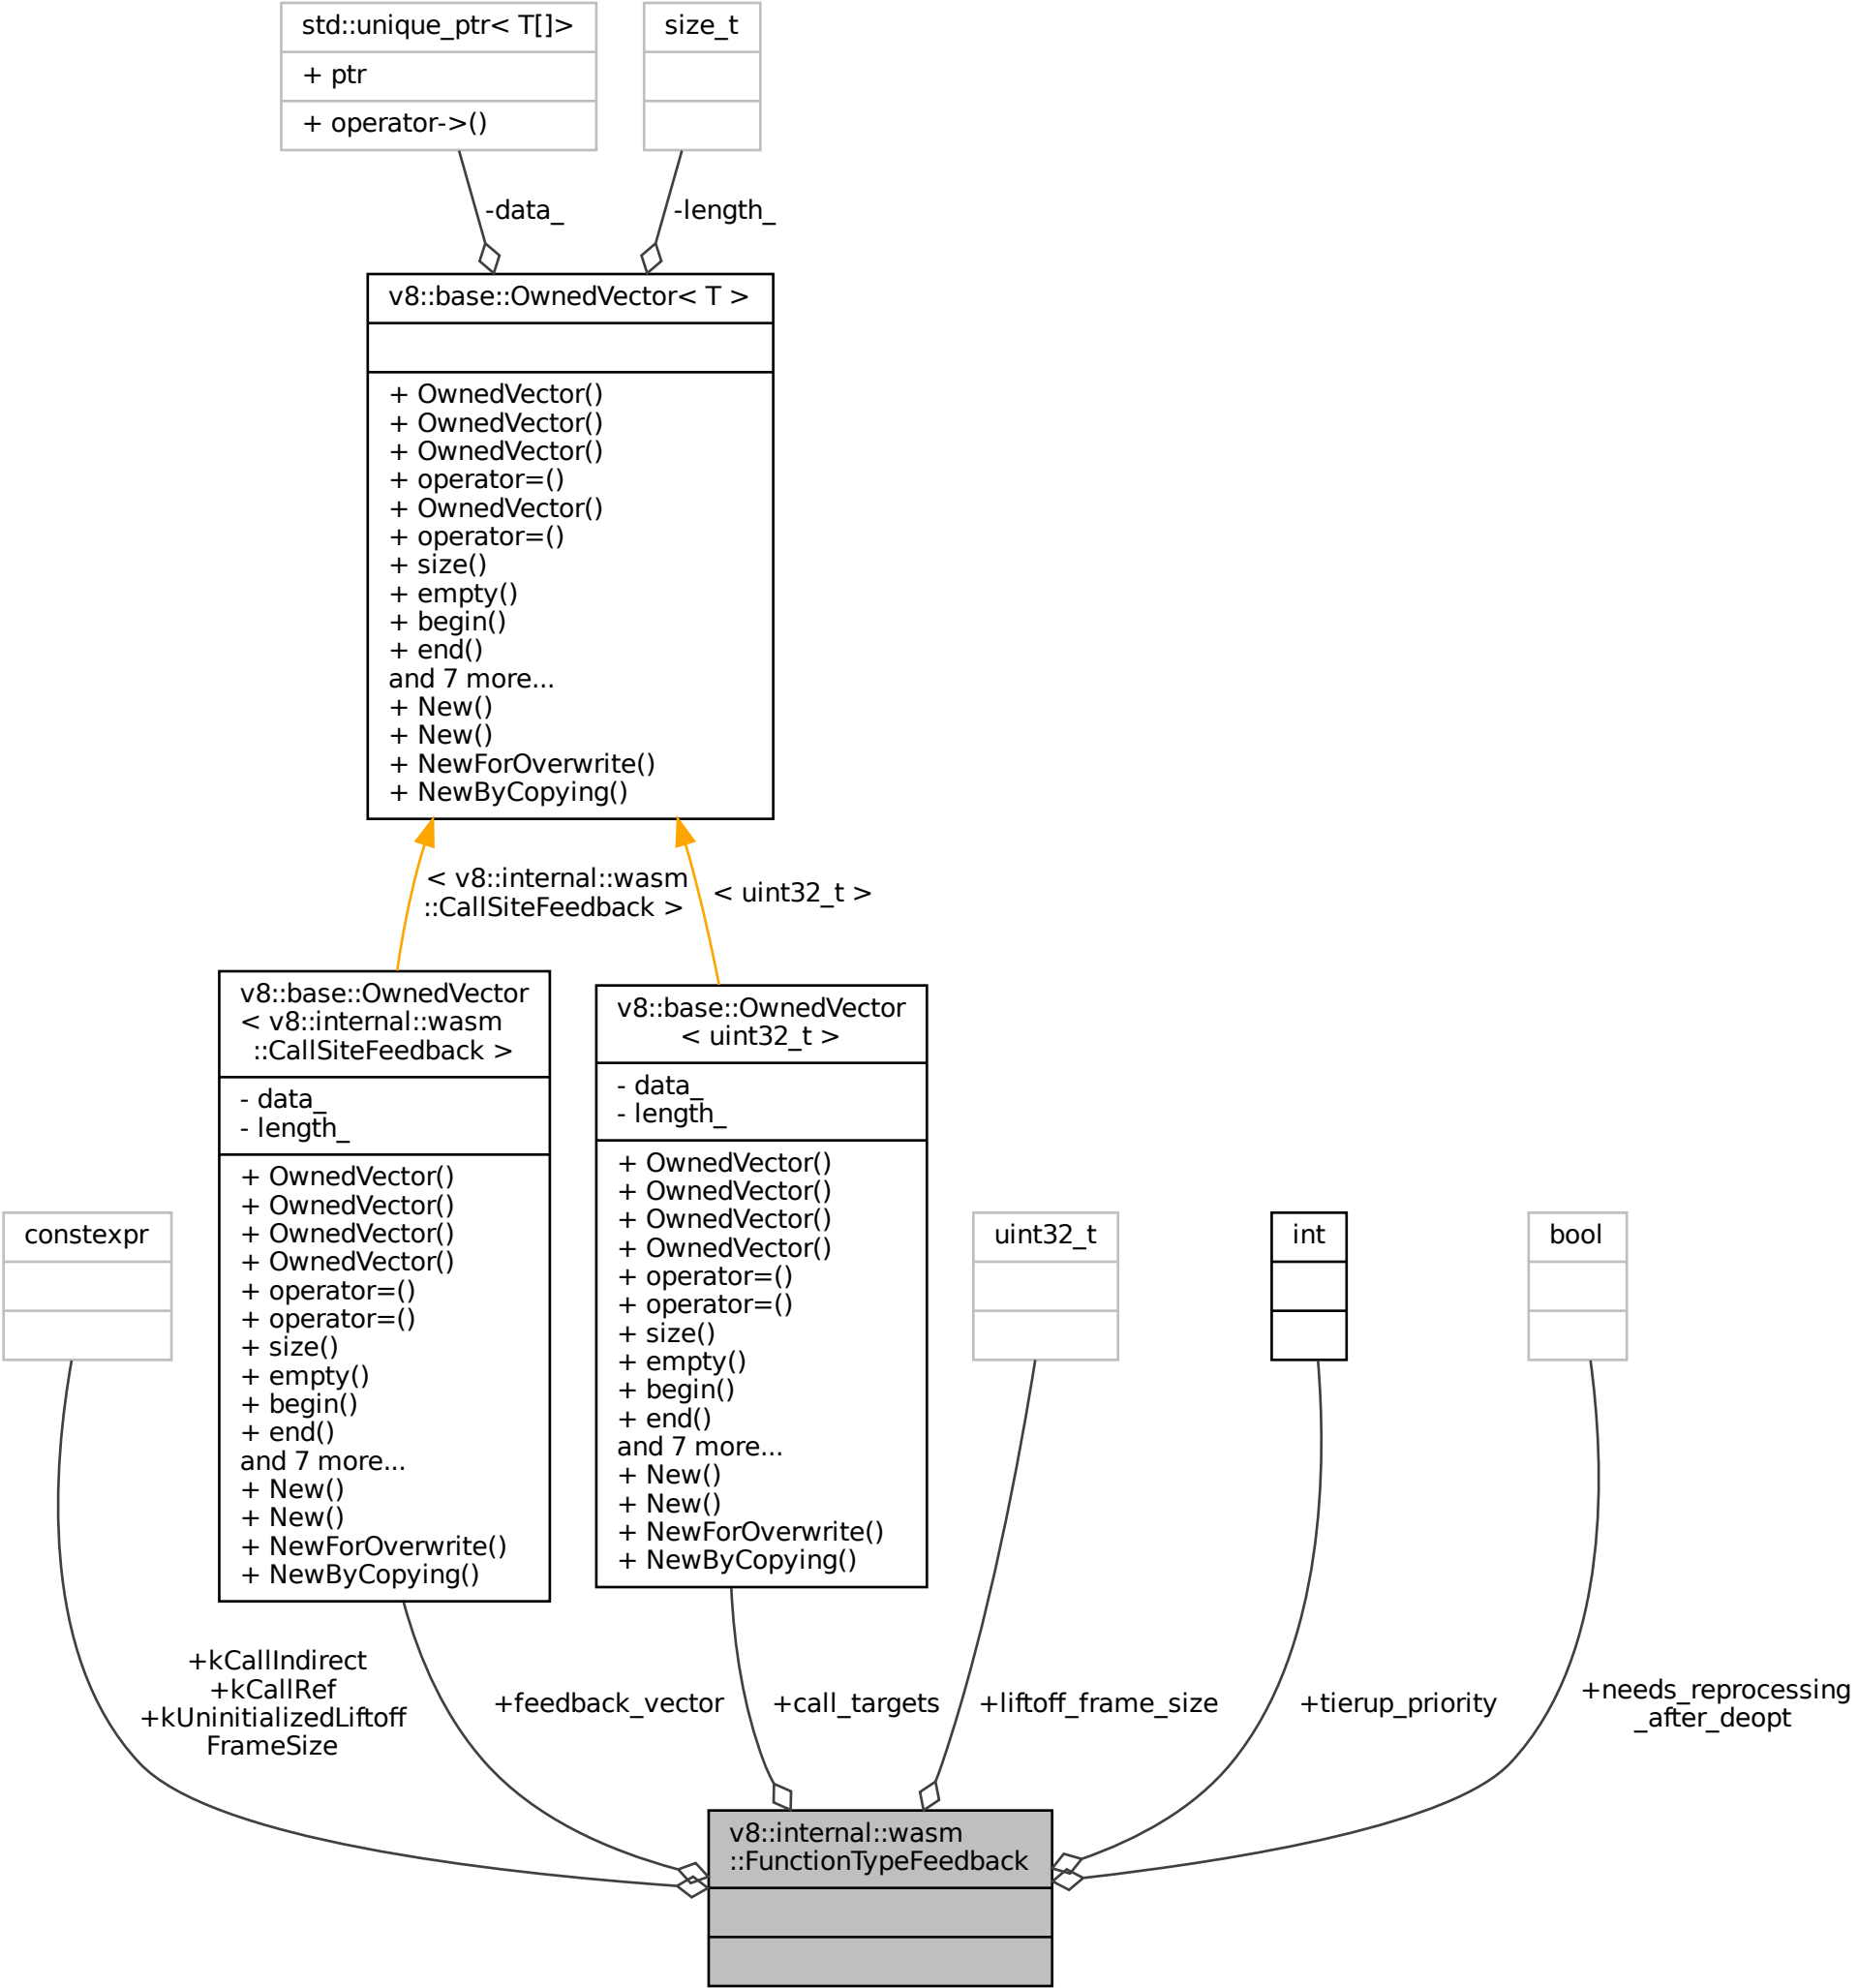 std::unique_ptr< T[]>
+ ptr
+ operator->()
size_t
-data_
-length_
v8::base::OwnedVector< T >
+ OwnedVector()
+ OwnedVector()
+ OwnedVector()
+ operator=()
+ OwnedVector()
+ operator=()
+ size()
+ empty()
+ begin()
+ end()
and 7 more...
+ New()
+ New()
+ NewForOverwrite()
+ NewByCopying()
< v8::internal::wasm
::CallSiteFeedback >
< uint32_t >
v8::base::OwnedVector
< v8::internal::wasm
::CallSiteFeedback >
- data_
- length_
+ OwnedVector()
+ OwnedVector()
+ OwnedVector()
+ OwnedVector()
+ operator=()
+ operator=()
+ size()
+ empty()
+ begin()
+ end()
and 7 more...
+ New()
+ New()
+ NewForOverwrite()
+ NewByCopying()
v8::base::OwnedVector
< uint32_t >
- data_
- length_
+ OwnedVector()
+ OwnedVector()
+ OwnedVector()
+ OwnedVector()
+ operator=()
+ operator=()
+ size()
+ empty()
+ begin()
+ end()
and 7 more...
+ New()
+ New()
+ NewForOverwrite()
+ NewByCopying()
constexpr
uint32_t
int
bool
+kCallIndirect
+kCallRef
+kUninitializedLiftoff
FrameSize
+feedback_vector
+call_targets
+liftoff_frame_size
+tierup_priority
+needs_reprocessing
_after_deopt
v8::internal::wasm
::FunctionTypeFeedback